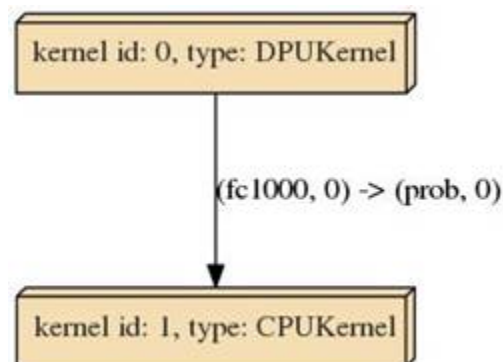 kernel id: 0, type: DPUKernel
(fc1000, 0) -> (prob, 0)
kernel id: 1, type: CPUKernel